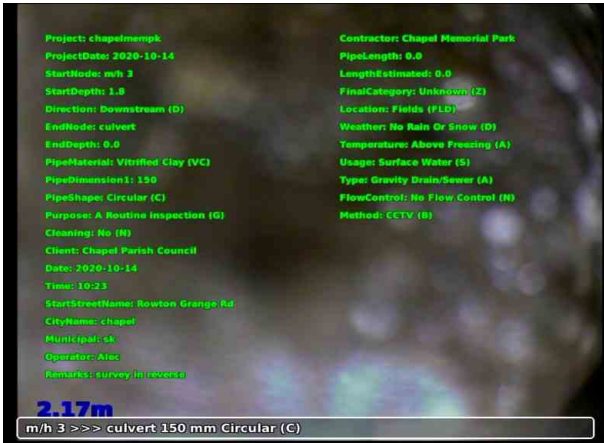 Project: chapelmempk
ProjectDate: 2020-10-14
StartNode: m/h 3
StartDepth: 1.8
Direction: Downstream (D)
EndNode: culvert
EndDepth: 0.0
PipeMaterial: Vitrified Clay (VC)
PipeDimension1: 150
PipeShape: Circular (C)
Purpose: A Routine inspection (G)
Cleaning: No (N)
Client: Chapel Parish Council
Date: 2020-10-14
Time: 10:23
StartStreetName: Rowton Grange Rd
CityName: chapel
Municipal: sk
Operator: Alec
Remarks: survey in reverse
Contractor: Chapel Memorial Park
PipeLength: 0.0
LengthEstimated: 0.0
FinalCategory: Unknown (Z)
Location: Fields (FLD)
Weather: No Rain Or Snow (D)
Temperature: Above Freezing (A)
Usage: Surface Water (S)
Type: Gravity Drain/Sewer (A)
FlowControl: No Flow Control (N)
Method: CCTV (B)
2.17m
m/h 3 >>> culvert 150 mm Circular (C)